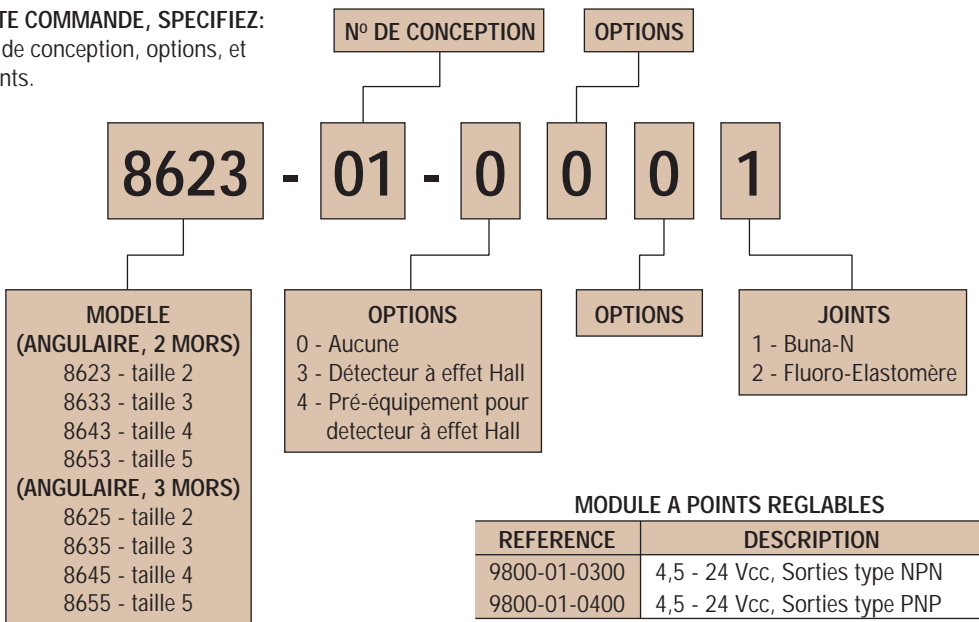 TE COMMANDE, SPECIFIEZ:
de conception, options, et
nts.
Nº DE CONCEPTION
OPTIONS
8623 - 01 - 0 0 0 1
MODELE
(ANGULAIRE, 2 MORS)
8623 - taille 2
8633 - taille 3
8643 - taille 4
8653 - taille 5
(ANGULAIRE, 3 MORS)
8625 - taille 2
8635 - taille 3
8645 - taille 4
8655 - taille 5
OPTIONS
0 - Aucune
3 - Détecteur à effet Hall
4 - Pré-équipement pour
detecteur à effet Hall
OPTIONS
JOINTS
1 - Buna-N
2 - Fluoro-Elastomère
MODULE A POINTS REGLABLES
REFERENCE DESCRIPTION
9800-01-0300 4,5 - 24 Vcc, Sorties type NPN
9800-01-0400 4,5 - 24 Vcc, Sorties type PNP